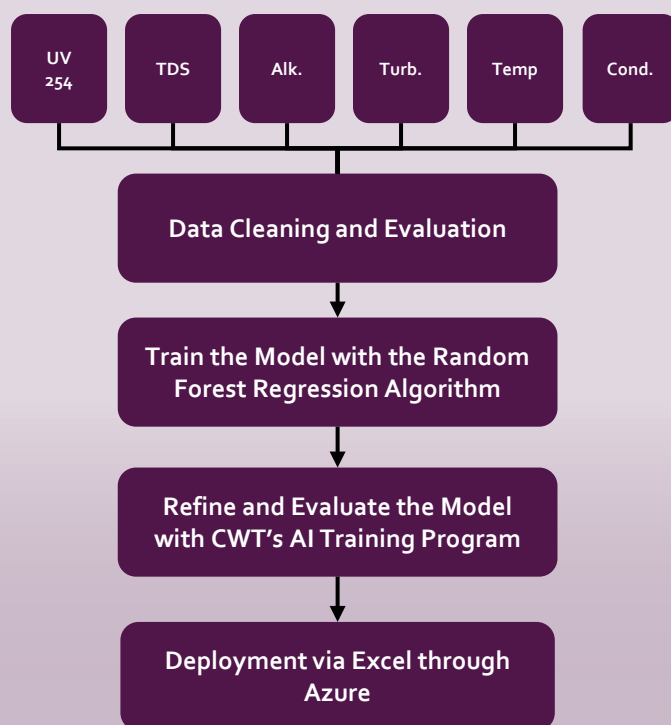 UV
254
TDS
Alk.
Turb.
Temp
Cond.
Data Cleaning and Evaluation
Train the Model with the Random
Forest Regression Algorithm
Refine and Evaluate the Model
with CWT's AI Training Program
Deployment via Excel through
Azure